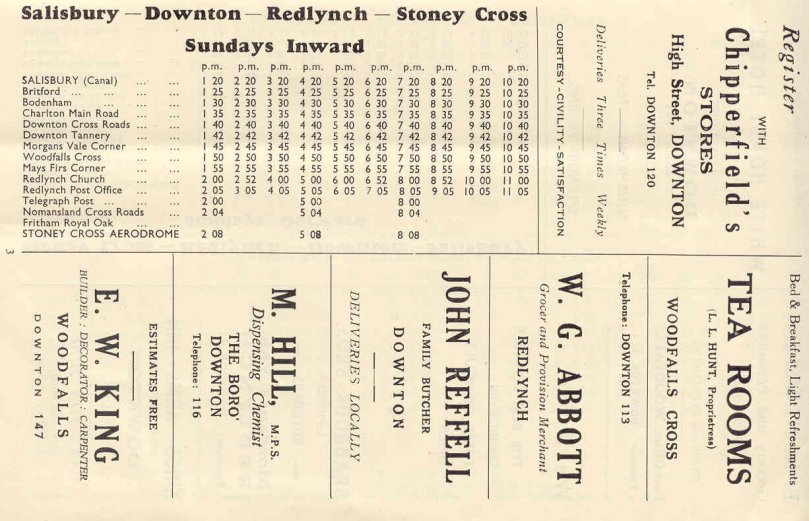 Salisbury — Downton — Redlynch — Stoney Cross
Sundays Inward
p.m. p.m. p.m. p.m. p.m. p.m. p.m. p.m. p.m. p.m.
SALISBURY (Canal) ... ... 1 20 2 20 3 20 4 20 5 20 6 20 7 20 8 20 9 20 10 20
Britford ... ... ... 1 25 2 25 3 25 4 25 5 25 6 25 7 25 8 25 9 25 10 25
Bodenham ... ... 1 30 2 30 3 30 4 30 5 30 6 30 7 30 8 30 9 30 10 30
Charlton Main Road ... ... 1 35 2 35 3 35 4 35 5 35 6 35 7 35 8 35 9 35 10 35
Downton Cross Roads ... ... 1 40 2 40 3 40 4 40 5 40 6 40 7 40 8 40 9 40 10 40
Downton Tannery ... ... 1 42 2 42 3 42 4 42 5 42 6 42 7 42 8 42 9 42 10 42
Morgans Vale Corner ... ... 1 45 2 45 3 45 4 45 5 45 6 45 7 45 8 45 9 45 10 45
Woodfalls Cross ... ... 1 50 2 50 3 50 4 50 5 50 6 50 7 50 8 50 9 50 10 50
Mays Firs Corner ... ... 1 55 2 55 3 55 4 55 5 55 6 55 7 55 8 55 9 55 10 55
Redlynch Church ... ... 2 00 2 52 4 00 5 00 6 00 6 52 8 00 8 52 10 00 11 00
Redlynch Post Office ... 2 05 3 05 4 05 5 05 6 05 7 05 8 05 9 05 10 05 11 05
Telegraph Post ... ... 2 00 5 00 8 00
Nomansland Cross Roads ... 2 04 5 04 8 04
Fritham Royal Oak ... ...
STONEY CROSS AERODROME 2 08 5 08 8 08
3
Register
WITH
Chipperfield's
STORES
High Street, DOWNTON
Tel. DOWNTON 120
Deliveries Three Times Weekly
COURTESY-CIVILITY-SATISFACTION
Bed & Breakfast, Light Refreshments
TEA ROOMS
(L. L. HUNT, Proprietress)
WOODFALLS CROSS
Telephone: DOWNTON 113
W. G. ABBOTT
Grocer and Provision Merchant
REDLYNCH
JOHN REFFELL
FAMILY BUTCHER
DOWNTON
DELIVERIES LOCALLY
M. HILL, M.P.S.
Dispensing Chemist
THE BORO'
DOWNTON
Telephone: 116
ESTIMATES FREE
E. W. KING
BUILDER : DECORATOR : CARPENTER
WOODFALLS
DOWNTON 147